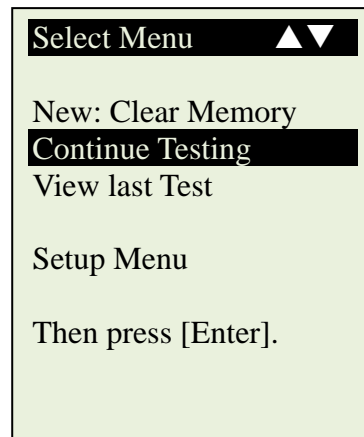 Select Menu ▲▼
New: Clear Memory
Continue Testing
View last Test
Setup Menu
Then press [Enter].